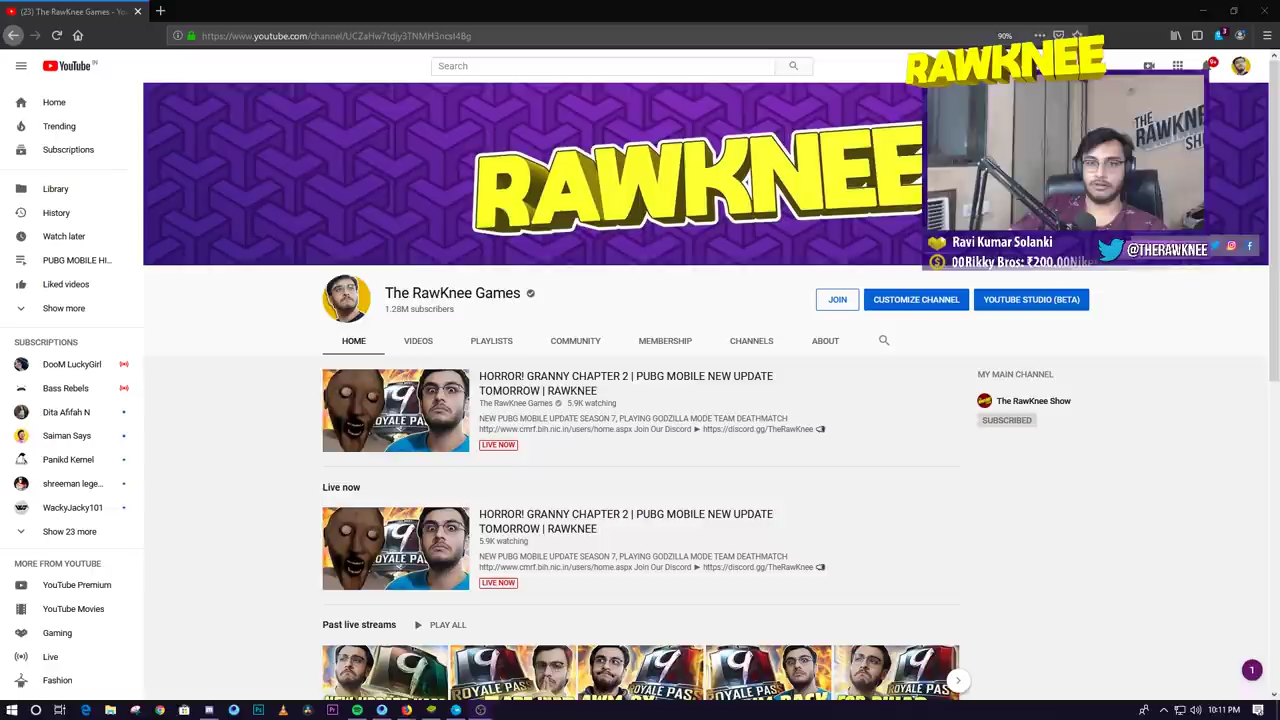 (23) The RawKnee Games - Yo
https://www.youtube.com/channel/UCZaHw7tdjy3TNMH3ncsI48g
90%
YouTube IN
Search
9+
RAWKNEE
THE
RAWKNEE
RAWKNEE
Ravi Kumar Solanki
00Rikky Bros: ₹200.00Nike
@THERAWKNEE
Home
Trending
Subscriptions
Library
History
Watch later
PUBG MOBILE HI...
Liked videos
Show more
SUBSCRIPTIONS
DooM LuckyGirl
Bass Rebels
Dita Afifah N
Saiman Says
Panikd Kernel
shreeman lege...
WackyJacky101
Show 23 more
MORE FROM YOUTUBE
YouTube Premium
YouTube Movies
Gaming
Live
Fashion
The RawKnee Games
1.28M subscribers
JOIN
CUSTOMIZE CHANNEL
YOUTUBE STUDIO (BETA)
HOME
VIDEOS
PLAYLISTS
COMMUNITY
MEMBERSHIP
CHANNELS
ABOUT
HORROR! GRANNY CHAPTER 2 | PUBG MOBILE NEW UPDATE
TOMORROW | RAWKNEE
The RawKnee Games 5.9K watching
NEW PUBG MOBILE UPDATE SEASON 7, PLAYING GODZILLA MODE TEAM DEATHMATCH
http://www.cmrf.bih.nic.in/users/home.aspx Join Our Discord ► https://discord.gg/TheRawKnee
LIVE NOW
MY MAIN CHANNEL
The RawKnee Show
SUBSCRIBED
Live now
HORROR! GRANNY CHAPTER 2 | PUBG MOBILE NEW UPDATE
TOMORROW | RAWKNEE
5.9K watching
NEW PUBG MOBILE UPDATE SEASON 7, PLAYING GODZILLA MODE TEAM DEATHMATCH
http://www.cmrf.bih.nic.in/users/home.aspx Join Our Discord ► https://discord.gg/TheRawKnee
LIVE NOW
Past live streams
PLAY ALL
1
10:11 PM